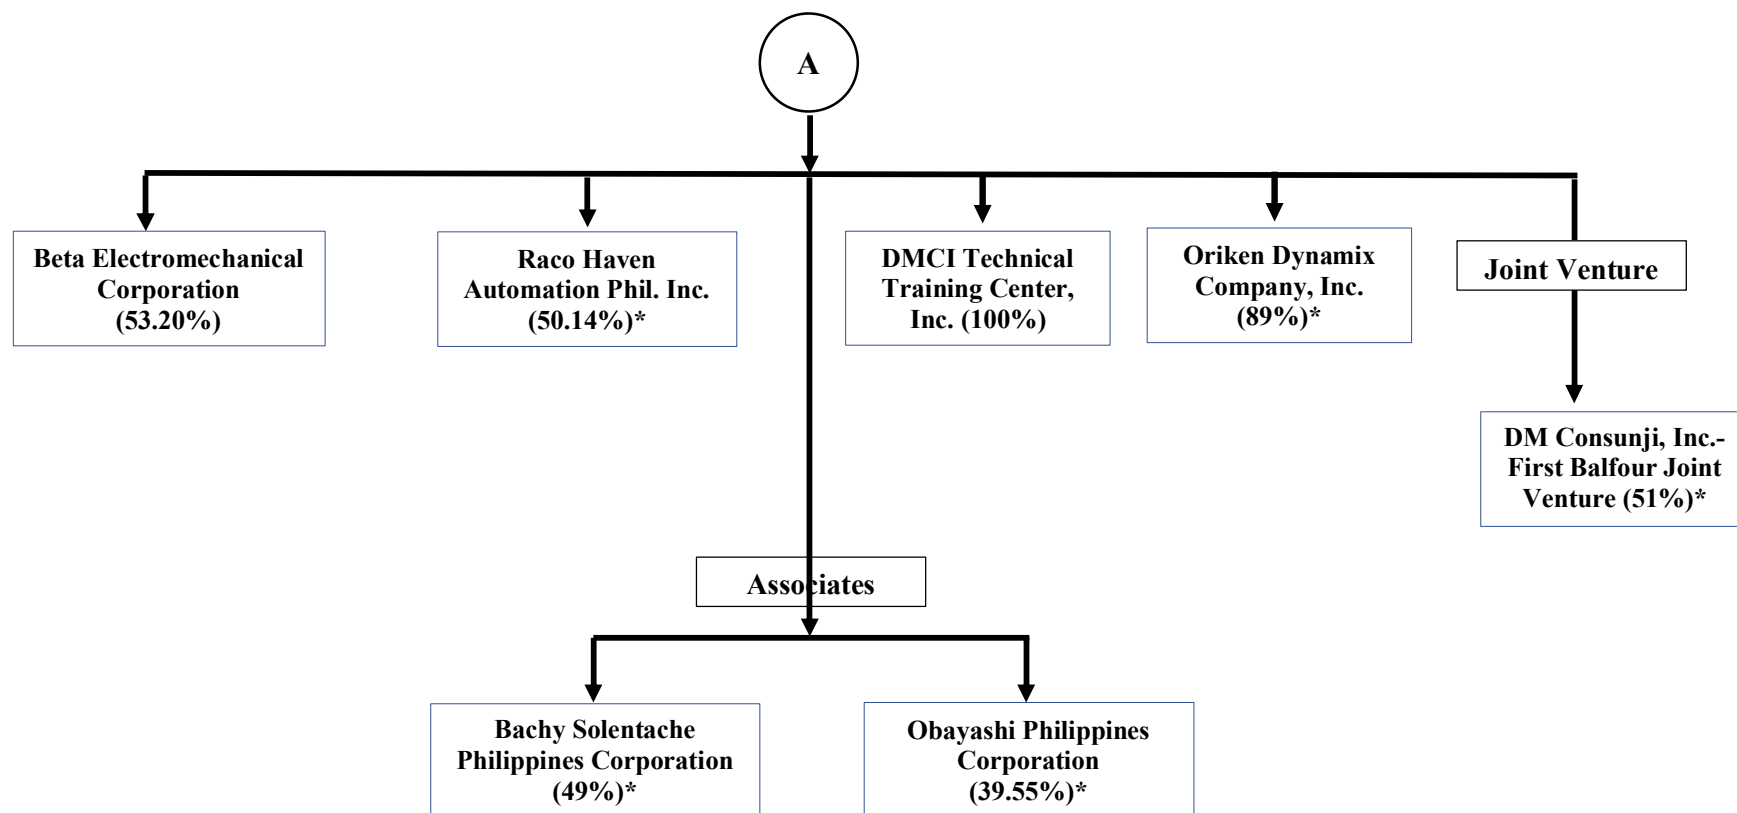 A
Beta Electromechanical
Corporation
(53.20%)
Raco Haven
Automation Phil. Inc.
(50.14%)*
DMCI Technical
Training Center,
Inc. (100%)
Oriken Dynamix
Company, Inc.
(89%)*
Joint Venture
DM Consunji, Inc.-
First Balfour Joint
Venture (51%)*
Associates
Bachy Solentache
Philippines Corporation
(49%)*
Obayashi Philippines
Corporation
(39.55%)*